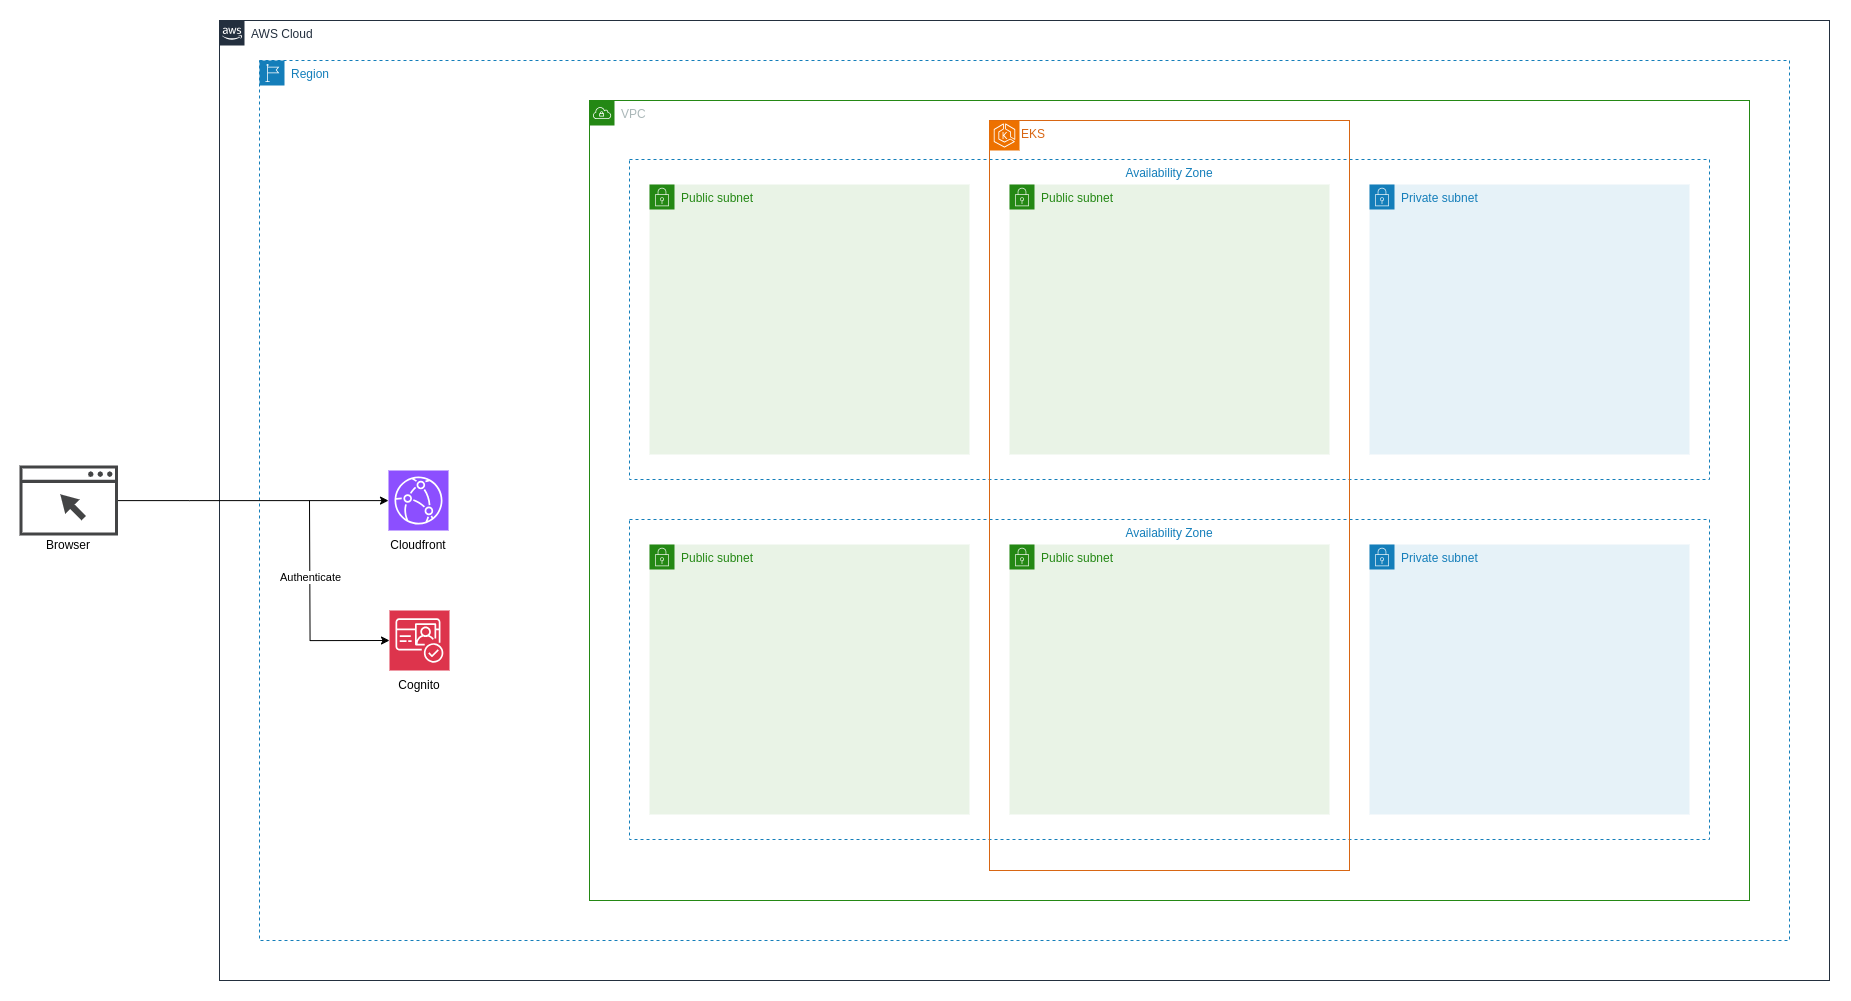 aws
AWS Cloud
Region
VPC
K
EKS
Availability Zone
Public subnet
Public subnet
Private subnet
Browser
Cloudfront
Authenticate
Cognito
Availability Zone
Public subnet
Public subnet
Private subnet